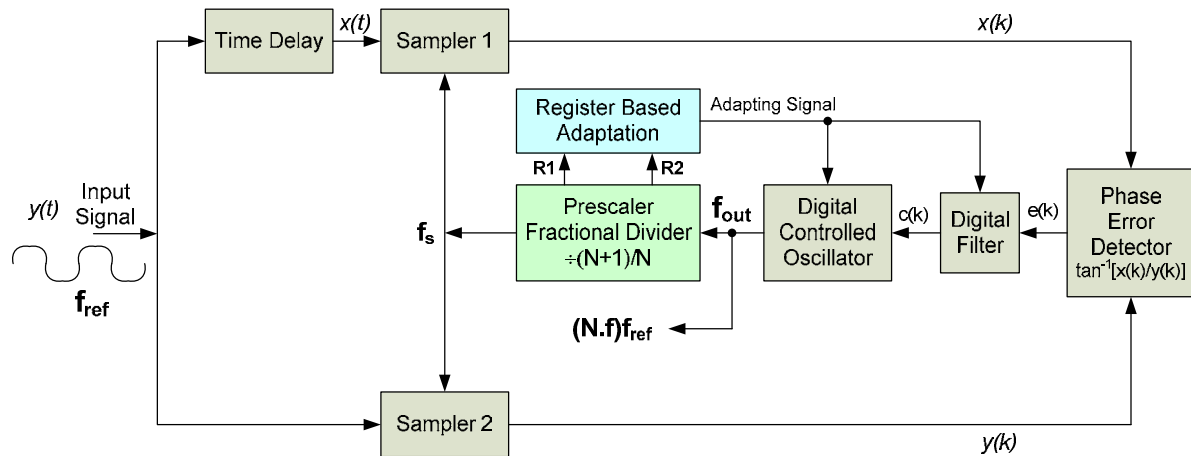 Time Delay
x(t)
Sampler 1
x(k)
Register Based
Adaptation
Adapting Signal
R1
R2
y(t)
Input
Signal
f_ref
f_s
Prescaler
Fractional Divider
÷(N+1)/N
f_out
Digital
Controlled
Oscillator
c(k)
Digital
Filter
e(k)
Phase
Error
Detector
tan⁻¹[x(k)/y(k)]
(N.f)f_ref
Sampler 2
y(k)